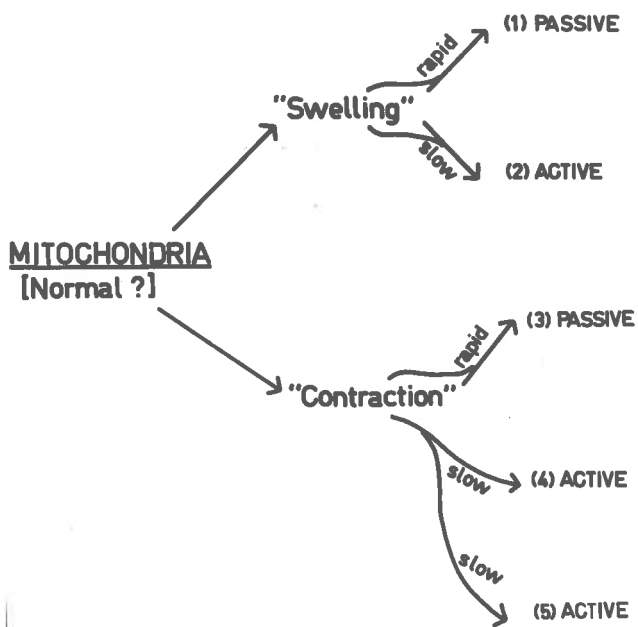 (1) PASSIVE
rapid
"Swelling"
slow
(2) ACTIVE
MITOCHONDRIA
[Normal ?]
(3) PASSIVE
rapid
"Contraction"
slow
(4) ACTIVE
slow
(5) ACTIVE